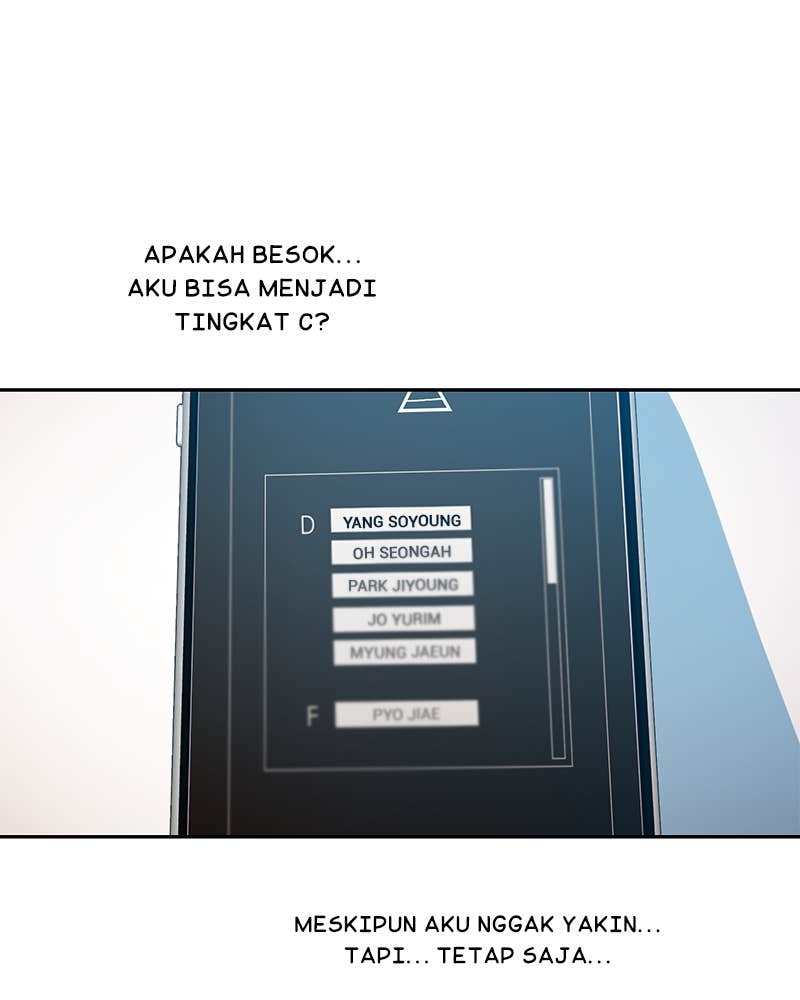 APAKAH BESOK...
AKU BISA MENJADI
TINGKAT C?
D YANG SOYOUNG
OH SEONGAH
PARK JIYOUNG
JO YURIM
MYUNG JAEUN
F PYO JIAE
MESKIPUN AKU NGGAK YAKIN...
TAPI... TETAP SAJA...